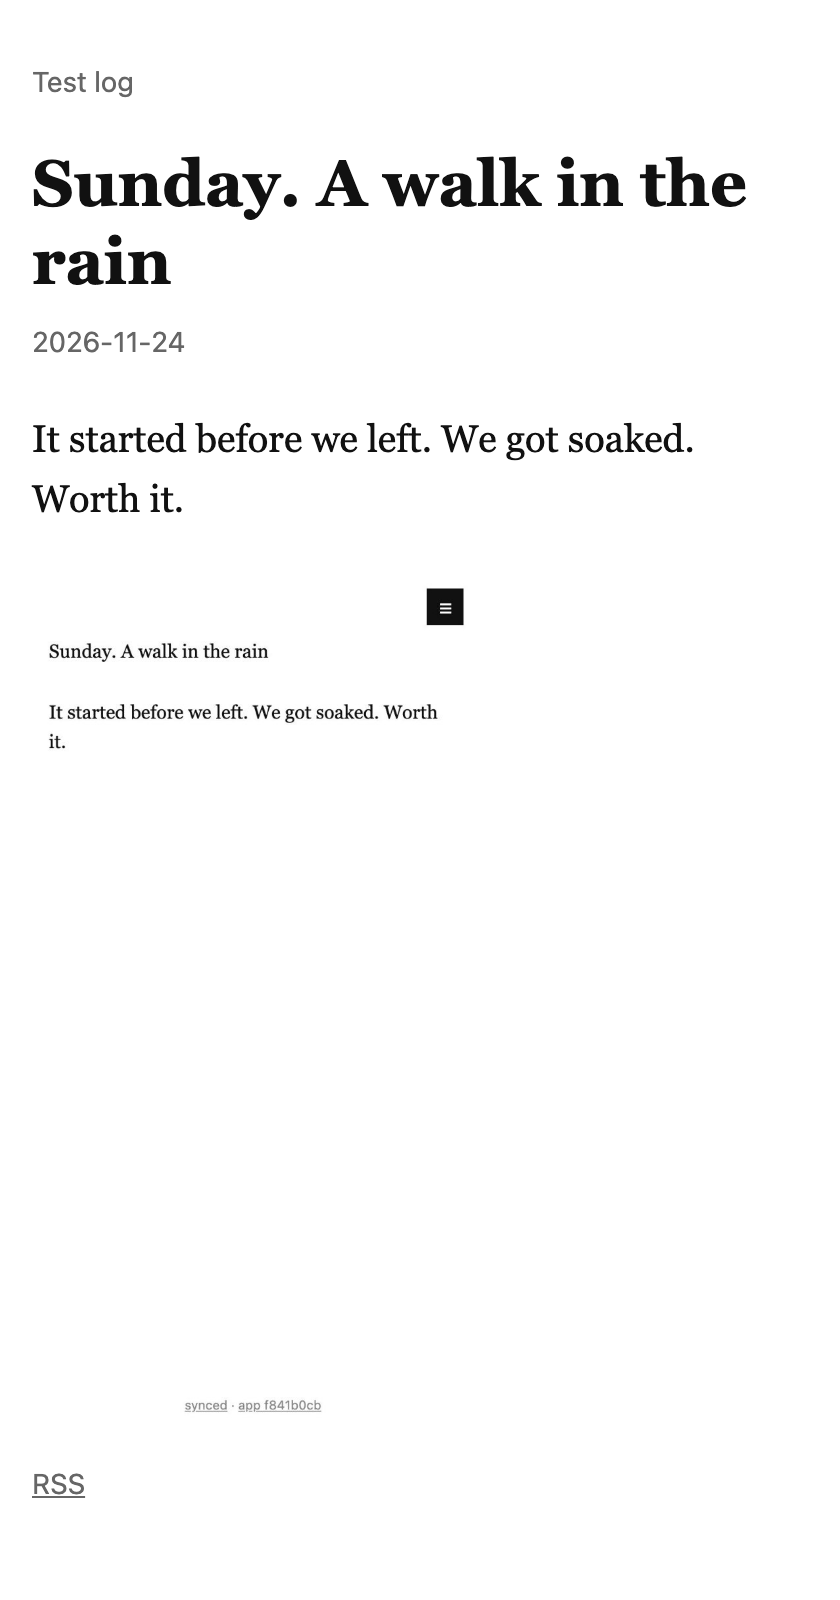 Test log
Sunday. A walk in the
rain
2026-11-24
It started before we left. We got soaked.
Worth it.
Sunday. A walk in the rain
It started before we left. We got soaked. Worth
it.
synced · app f841b0cb
RSS